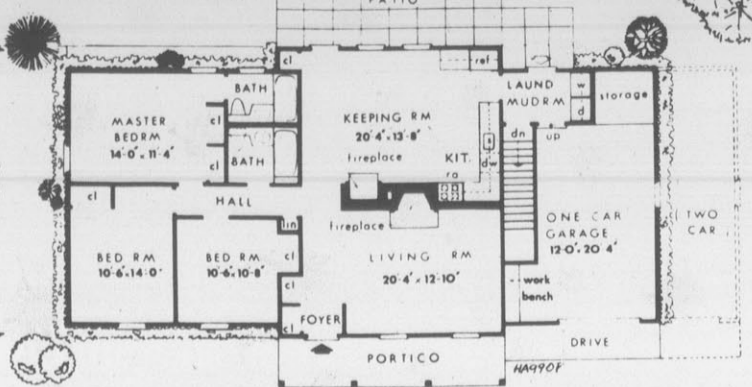 PATIO
cl
ref
BATH
LAUND
MUDRM
w
d
storage
MASTER
BEDRM
14'-0" x 11'-4"
cl
KEEPING RM
20'-4" x 13'-8"
fireplace
KIT.
ra
dw
dn
up
BATH
cl
cl
HALL
lin
fireplace
BED RM
10'-6" x 14'-0"
BED RM
10'-6" x 10'-8"
cl
cl
cl
FOYER
LIVING RM
20'-4" x 12'-10"
ONE CAR
GARAGE
12'-0" x 20'-4"
TWO
CAR
work
bench
PORTICO
DRIVE
HA990F